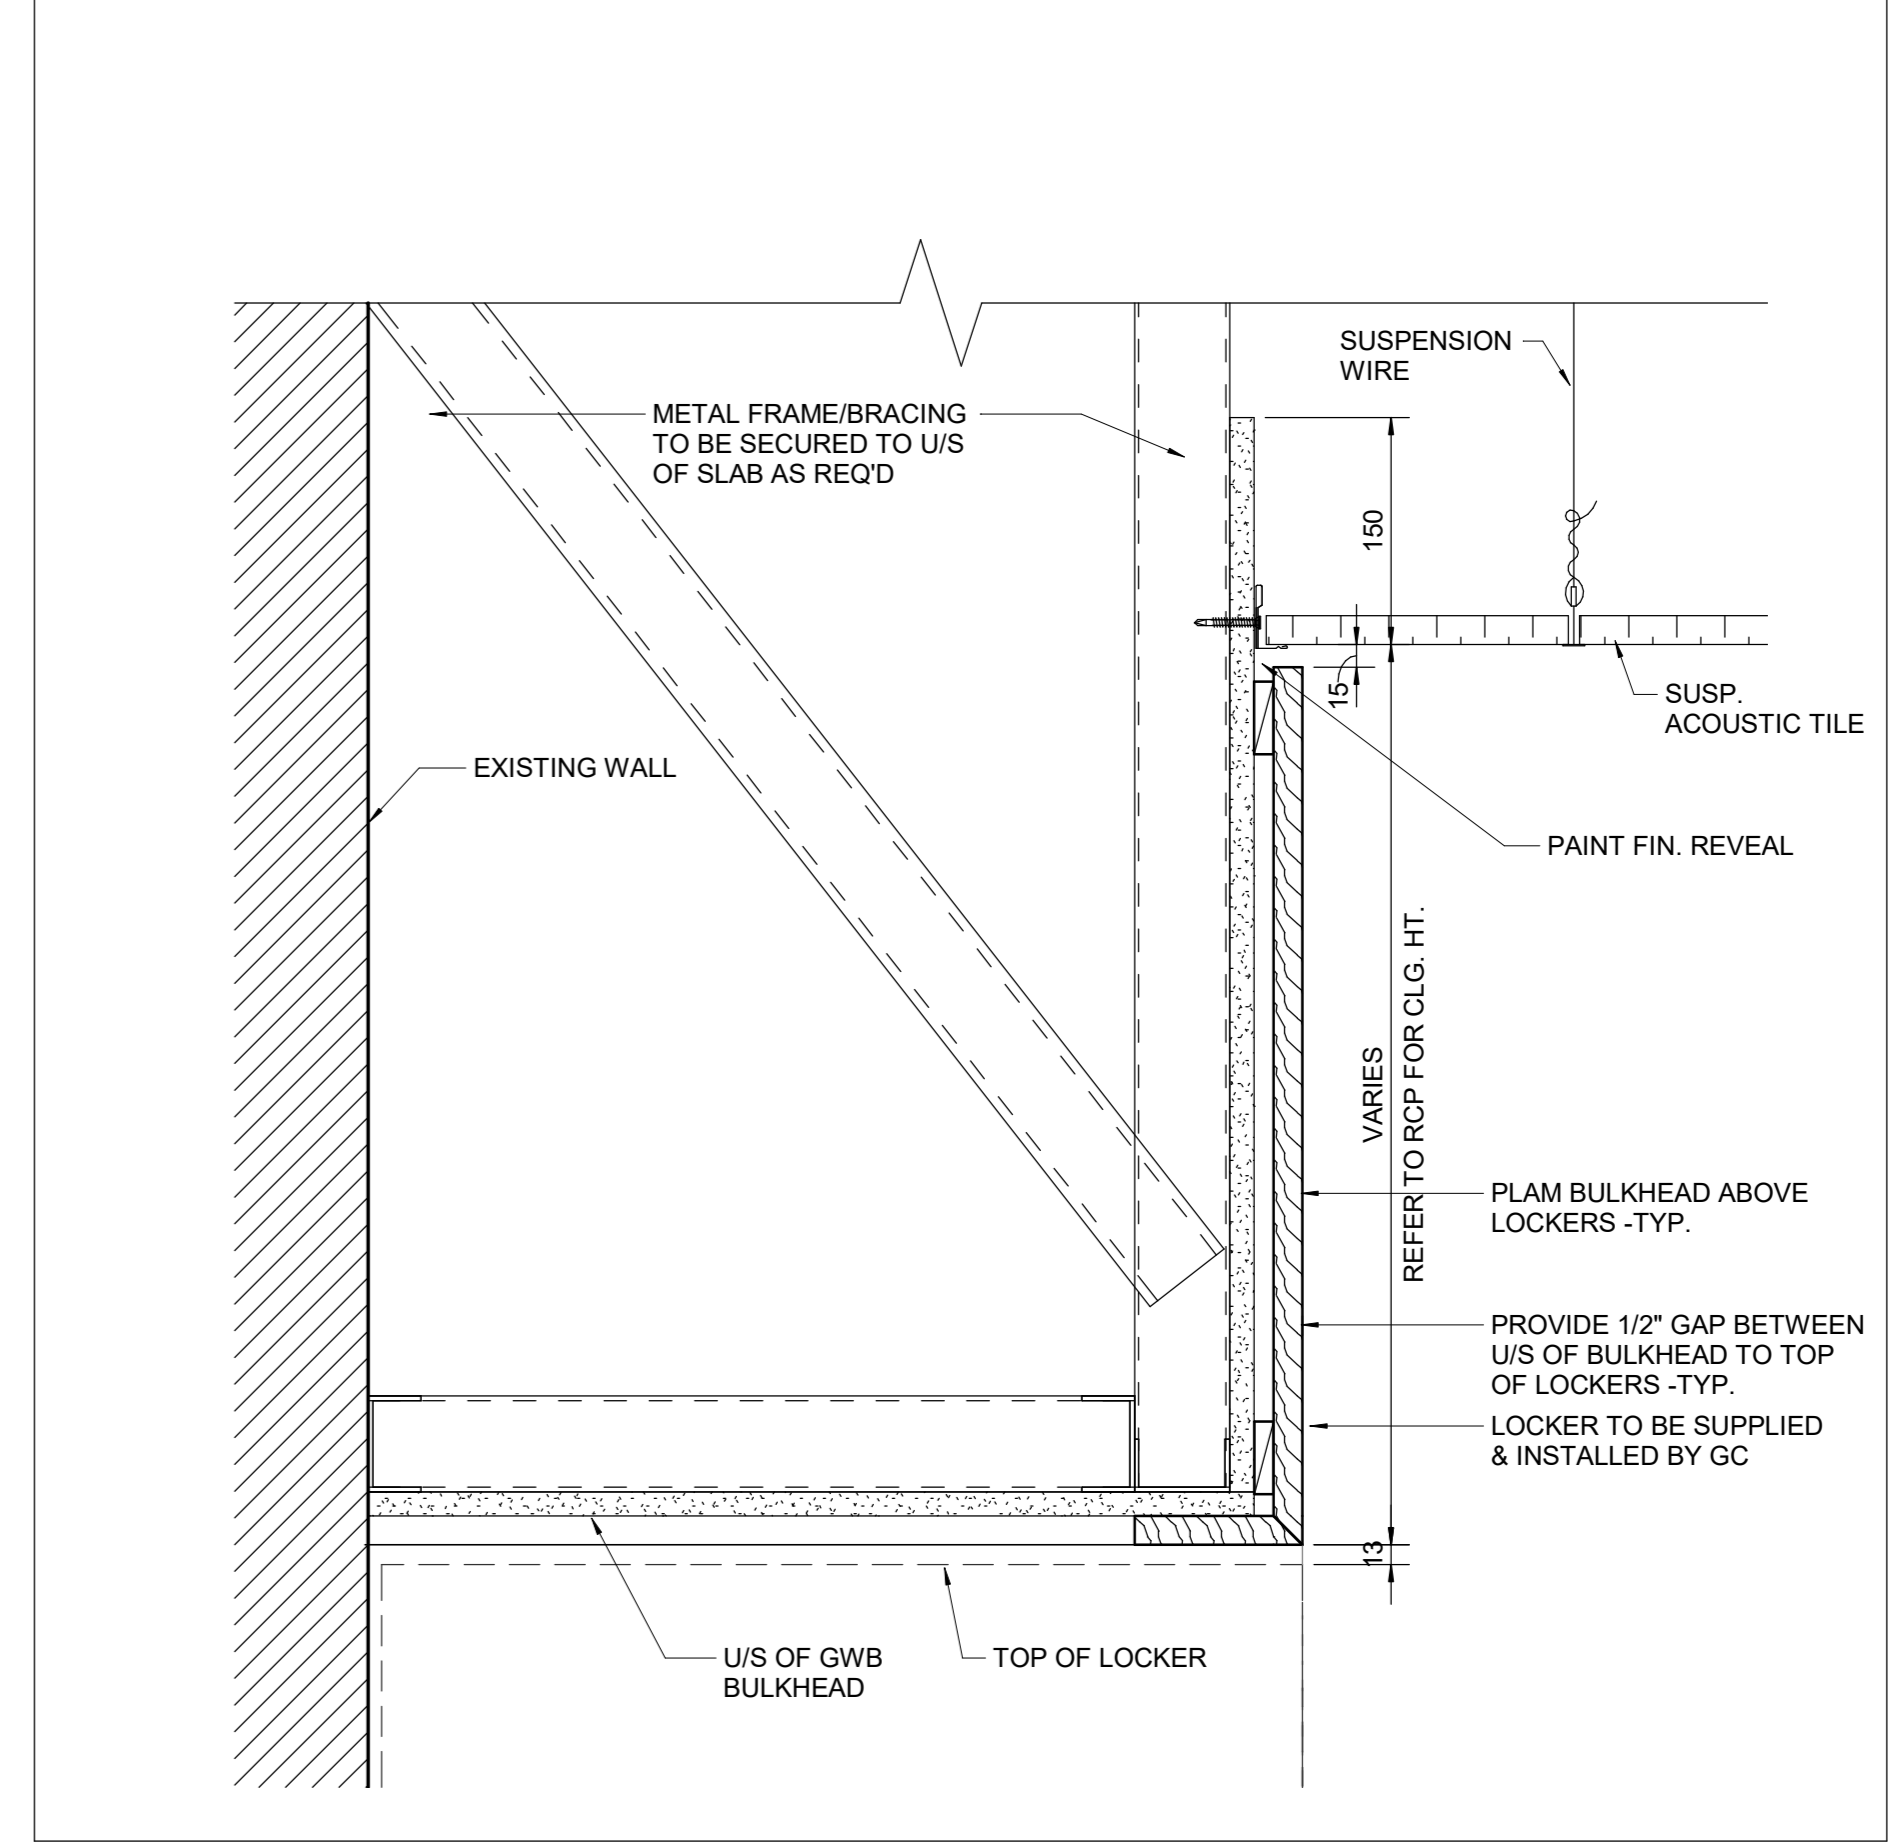 SUSPENSION
WIRE
METAL FRAME/BRACING
TO BE SECURED TO U/S
OF SLAB AS REQ'D
150
15
SUSP.
ACOUSTIC TILE
EXISTING WALL
PAINT FIN. REVEAL
VARIES
REFER TO RCP FOR CLG. HT.
PLAM BULKHEAD ABOVE
LOCKERS -TYP.
PROVIDE 1/2" GAP BETWEEN
U/S OF BULKHEAD TO TOP
OF LOCKERS -TYP.
LOCKER TO BE SUPPLIED
& INSTALLED BY GC
13
U/S OF GWB
BULKHEAD
TOP OF LOCKER